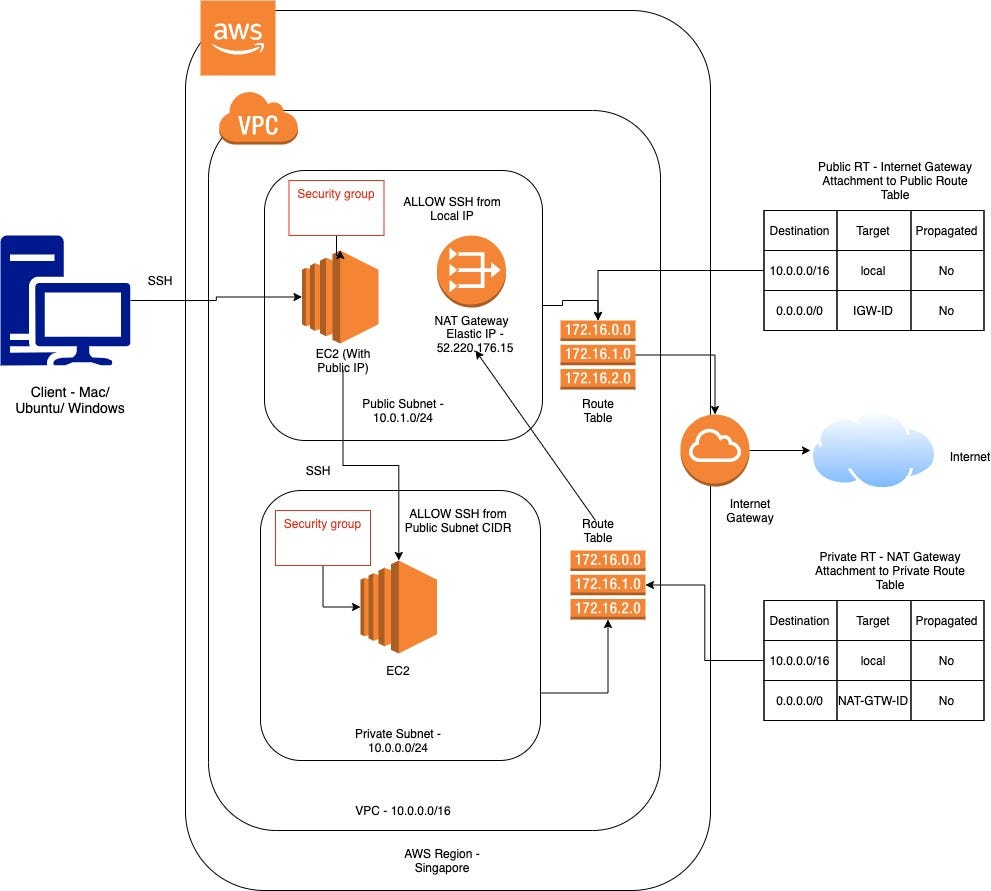 aws
VPC
Security group
ALLOW SSH from
Local IP
SSH
NAT Gateway
Elastic IP -
52.220.176.15
EC2 (With
Public IP)
Public Subnet -
10.0.1.0/24
Client - Mac/
Ubuntu/ Windows
172.16.0.0
172.16.1.0
172.16.2.0
Route
Table
Public RT - Internet Gateway
Attachment to Public Route
Table
Destination Target Propagated
10.0.0.0/16 local No
0.0.0.0/0 IGW-ID No
Internet
Gateway
Internet
SSH
Security group
ALLOW SSH from
Public Subnet CIDR
EC2
Private Subnet -
10.0.0.0/24
Route
Table
172.16.0.0
172.16.1.0
172.16.2.0
Private RT - NAT Gateway
Attachment to Private Route
Table
Destination Target Propagated
10.0.0.0/16 local No
0.0.0.0/0 NAT-GTW-ID No
VPC - 10.0.0.0/16
AWS Region -
Singapore